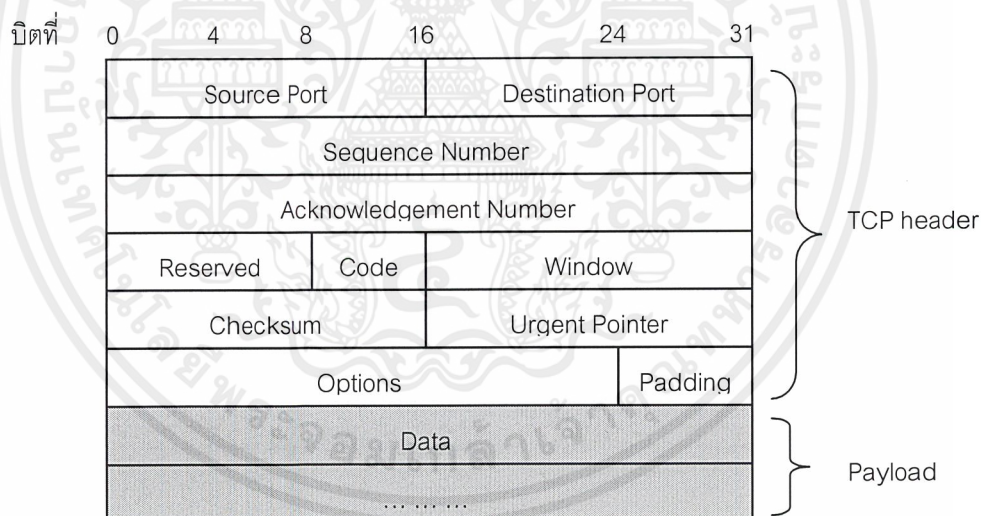 บิตที่ 0 4 8 16 24 31
Source Port Destination Port
Sequence Number
Acknowledgement Number
TCP header
Reserved Code Window
Checksum Urgent Pointer
Options Padding
Data
Payload
... ... ...